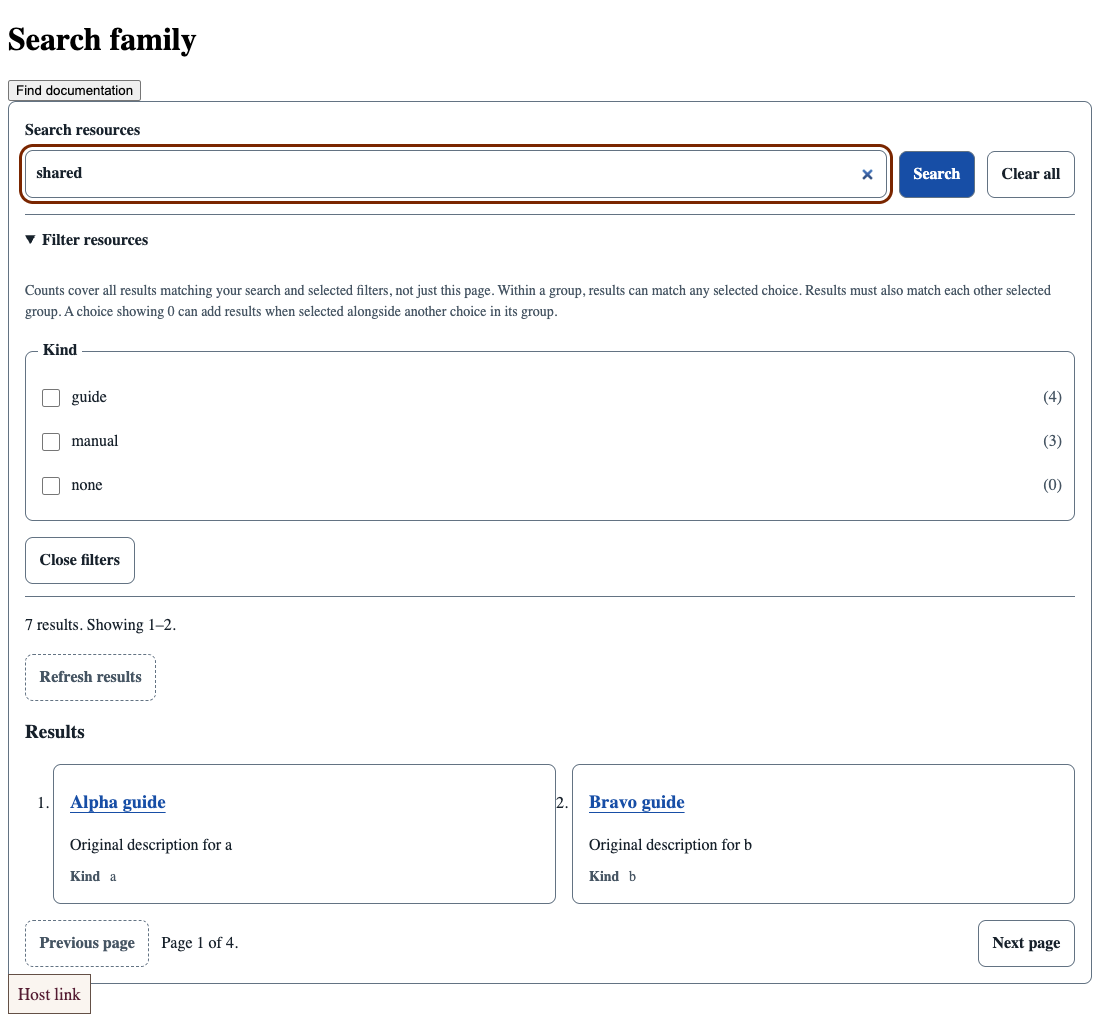 Search family
Find documentation
Search resources
shared
×
Search
Clear all
▼ Filter resources
Counts cover all results matching your search and selected filters, not just this page. Within a group, results can match any selected choice. Results must also match each other selected
group. A choice showing 0 can add results when selected alongside another choice in its group.
Kind
guide (4)
manual (3)
none (0)
Close filters
7 results. Showing 1–2.
Refresh results
Results
1. Alpha guide
Original description for a
Kind a
2. Bravo guide
Original description for b
Kind b
Previous page
Page 1 of 4.
Next page
Host link